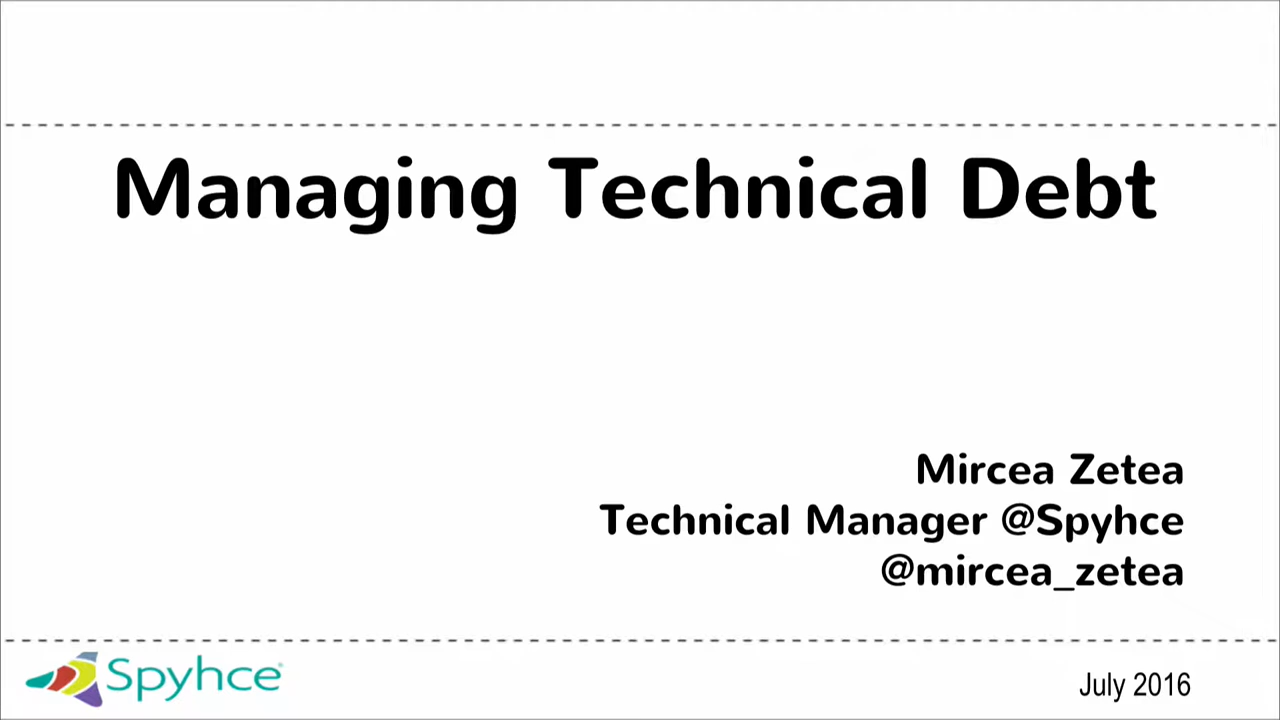 Managing Technical Debt
Mircea Zetea
Technical Manager @Spyhce
@mircea_zetea
Spyhce
July 2016